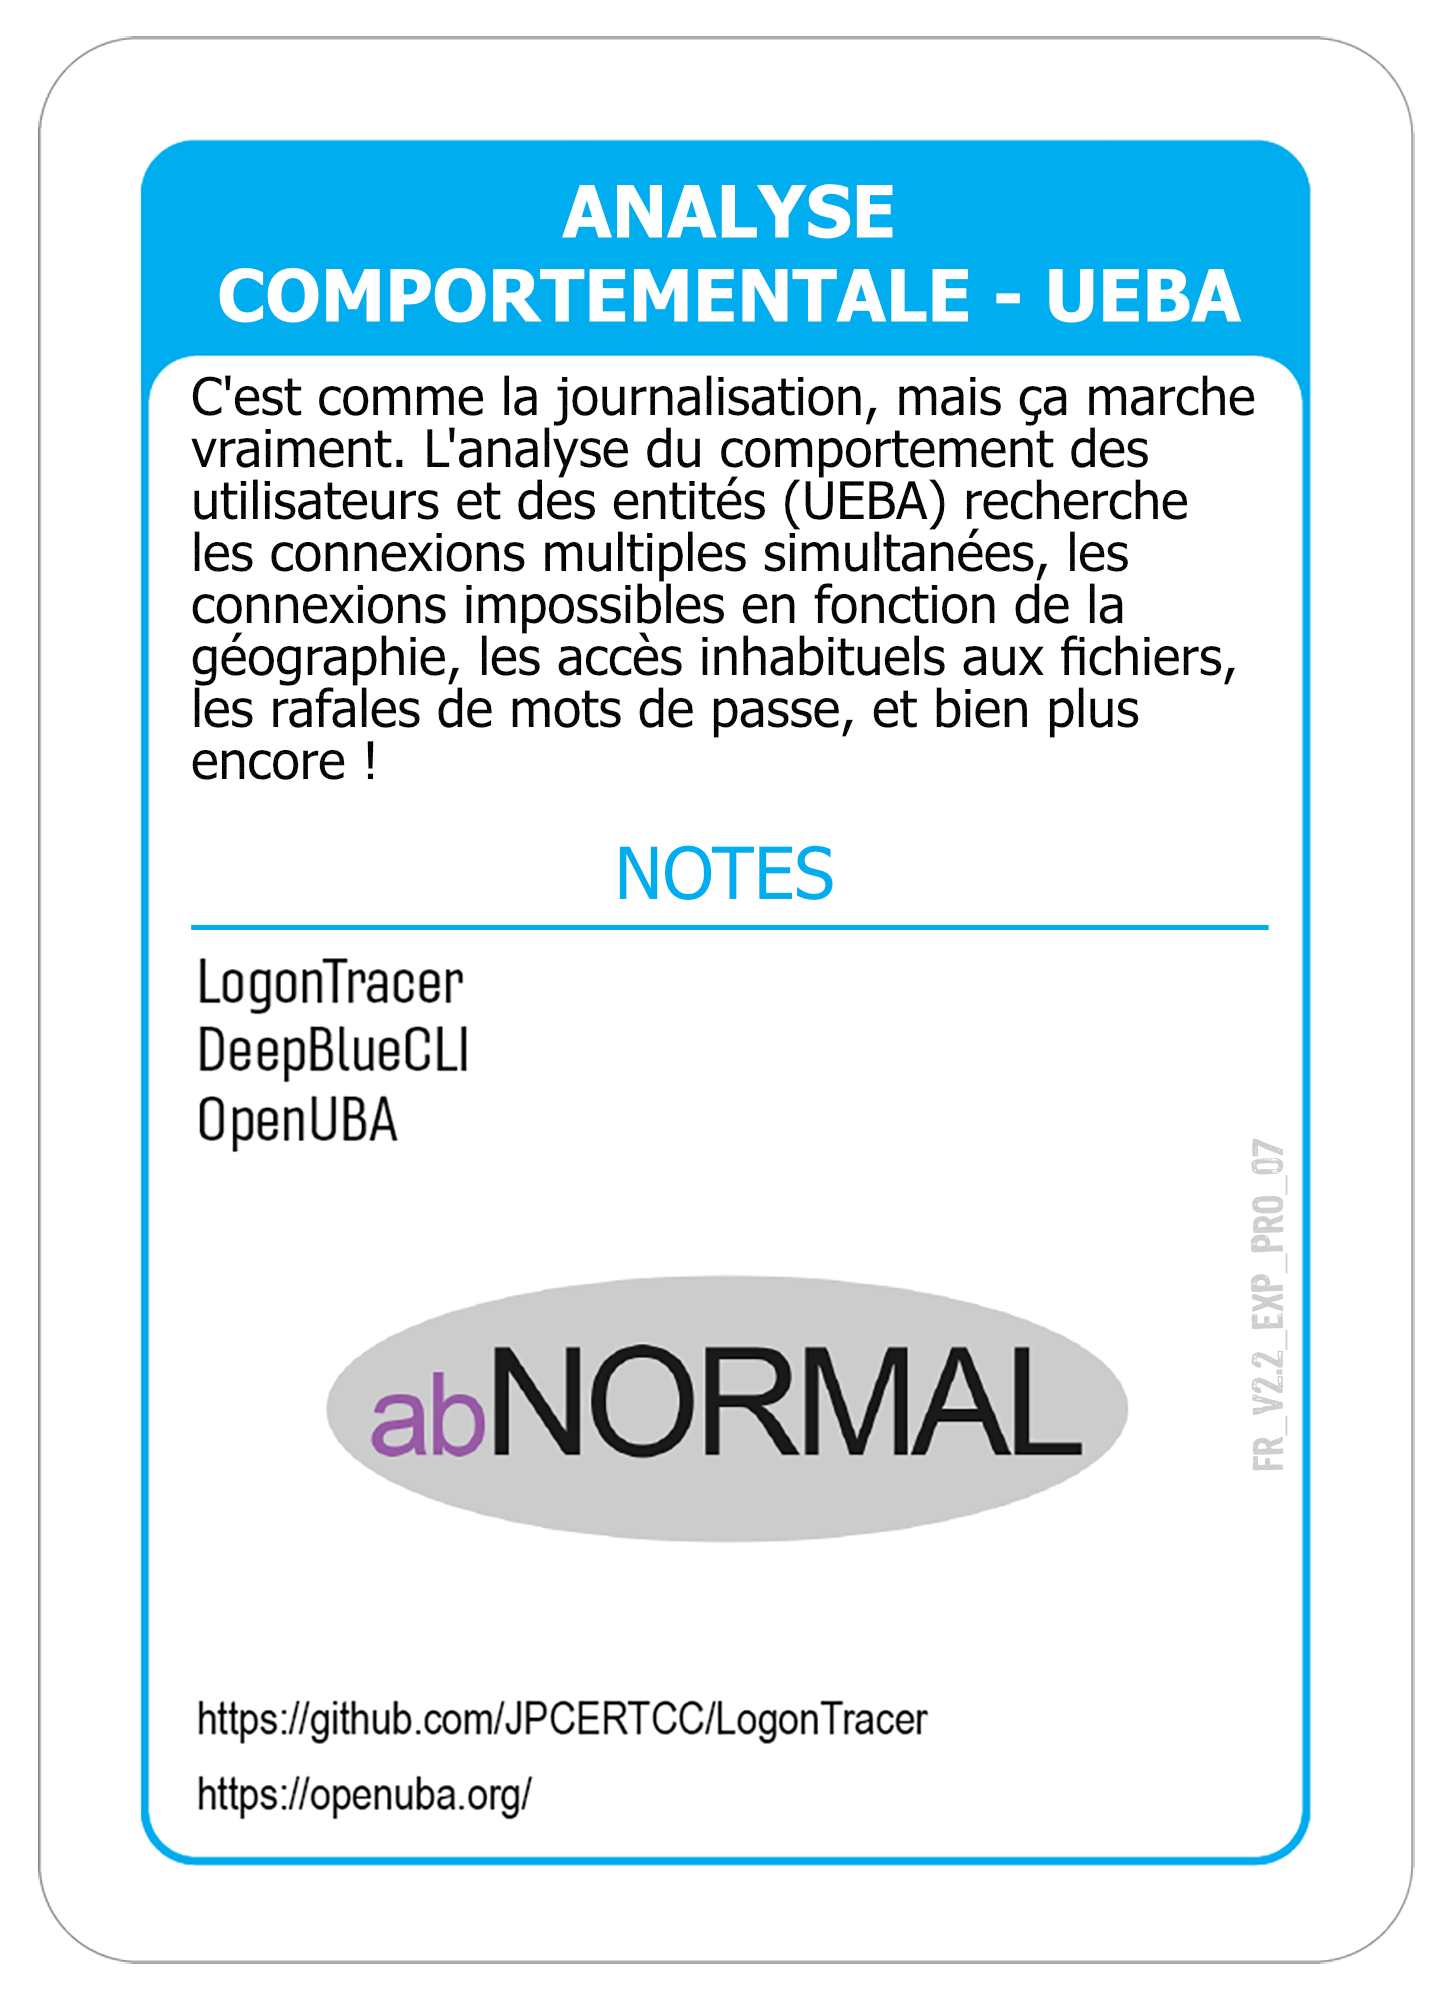 ANALYSE
COMPORTEMENTALE - UEBA
C'est comme la journalisation, mais ça marche
vraiment. L'analyse du comportement des
utilisateurs et des entités (UEBA) recherche
les connexions multiples simultanées, les
connexions impossibles en fonction de la
géographie, les accès inhabituels aux fichiers,
les rafales de mots de passe, et bien plus
encore !
NOTES
LogonTracer
DeepBlueCLI
OpenUBA
FR_V2.2_EXP_PRO_07
abNORMAL
https://github.com/JPCERTCC/LogonTracer
https://openuba.org/